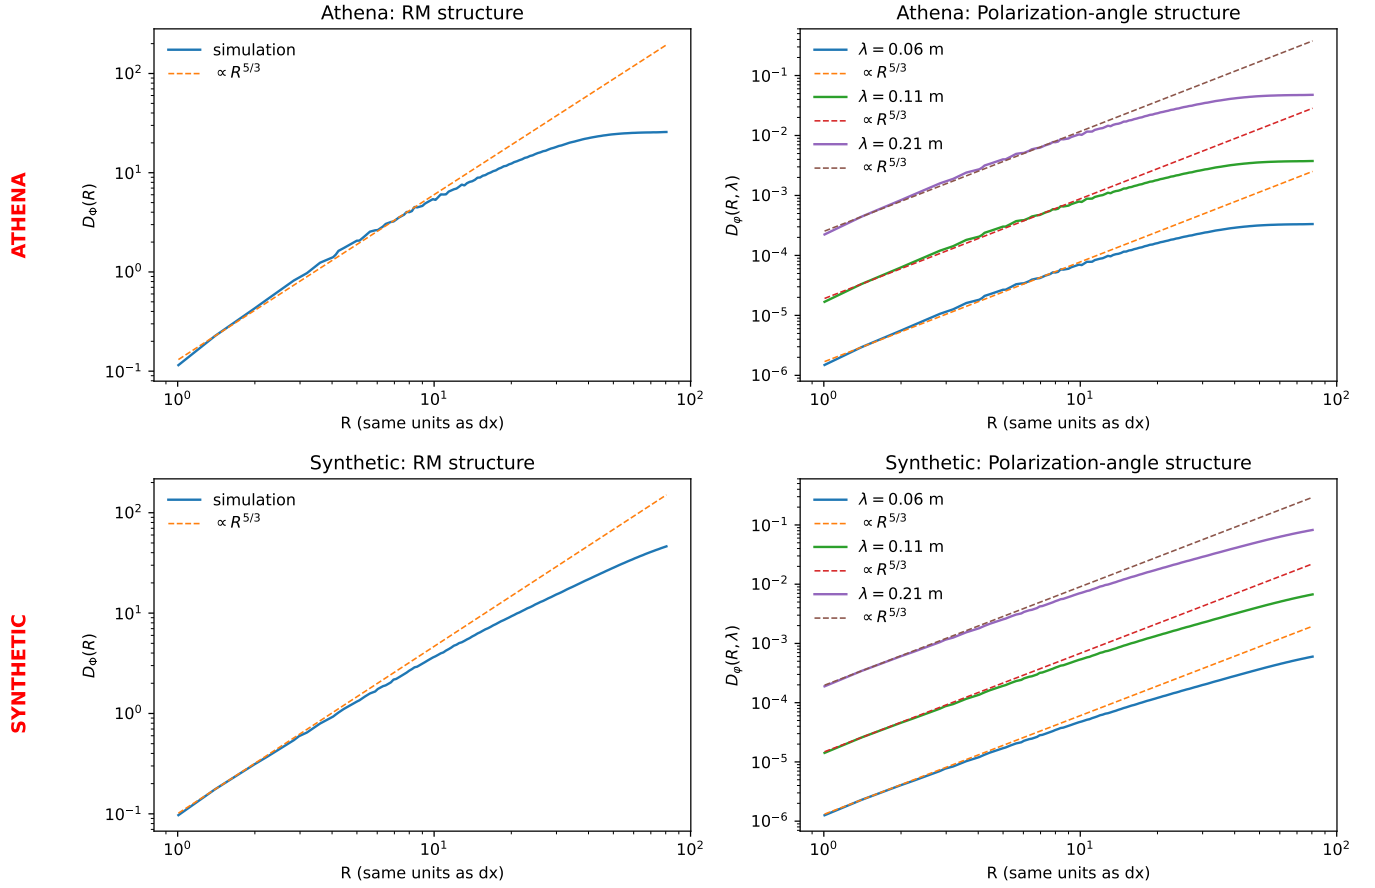 ATHENA
Athena: RM structure
simulation
∝ R^{5/3}
D_Φ(R)
10^2
10^1
10^0
10^{-1}
10^0 10^1 10^2
R (same units as dx)
Athena: Polarization-angle structure
λ = 0.06 m
∝ R^{5/3}
λ = 0.11 m
∝ R^{5/3}
λ = 0.21 m
∝ R^{5/3}
D_φ(R, λ)
10^{-1}
10^{-2}
10^{-3}
10^{-4}
10^{-5}
10^{-6}
10^0 10^1 10^2
R (same units as dx)
SYNTHETIC
Synthetic: RM structure
simulation
∝ R^{5/3}
D_Φ(R)
10^2
10^1
10^0
10^{-1}
10^0 10^1 10^2
R (same units as dx)
Synthetic: Polarization-angle structure
λ = 0.06 m
∝ R^{5/3}
λ = 0.11 m
∝ R^{5/3}
λ = 0.21 m
∝ R^{5/3}
D_φ(R, λ)
10^{-1}
10^{-2}
10^{-3}
10^{-4}
10^{-5}
10^{-6}
10^0 10^1 10^2
R (same units as dx)